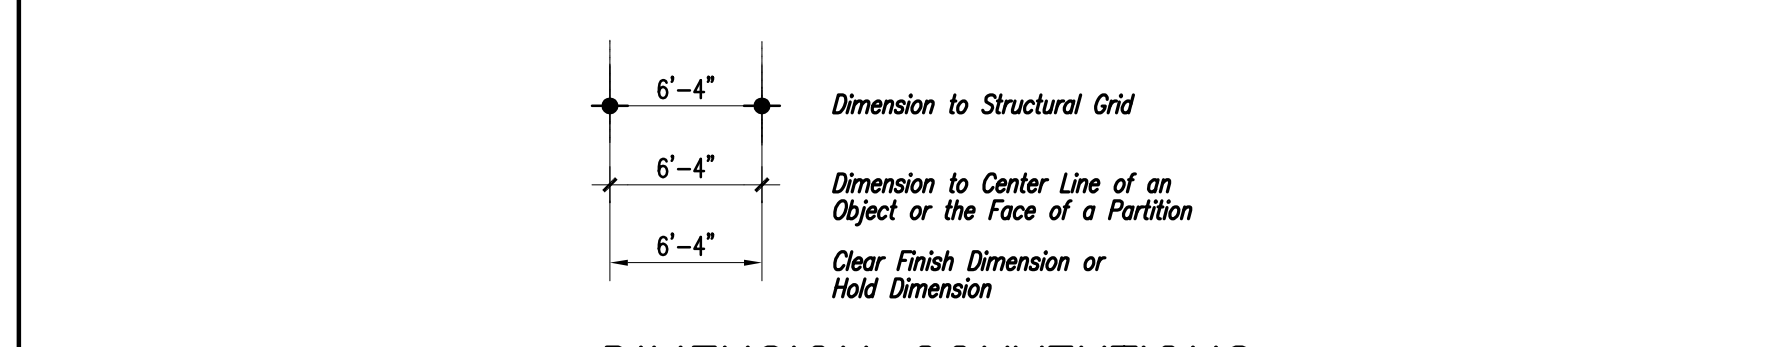 6'-4"
Dimension to Structural Grid
6'-4"
Dimension to Center Line of an
Object or the Face of a Partition
6'-4"
Clear Finish Dimension or
Hold Dimension